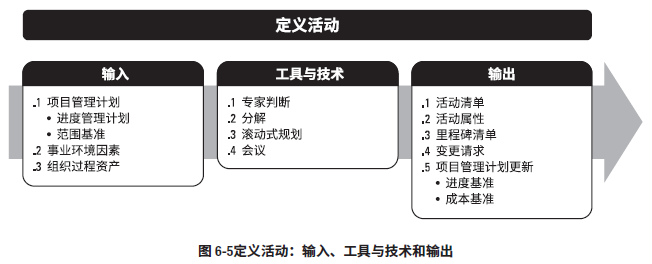 定义活动
输入
.1 项目管理计划
• 进度管理计划
• 范围基准
.2 事业环境因素
.3 组织过程资产
工具与技术
.1 专家判断
.2 分解
.3 滚动式规划
.4 会议
输出
.1 活动清单
.2 活动属性
.3 里程碑清单
.4 变更请求
.5 项目管理计划更新
• 进度基准
• 成本基准
图 6-5定义活动：输入、工具与技术和输出